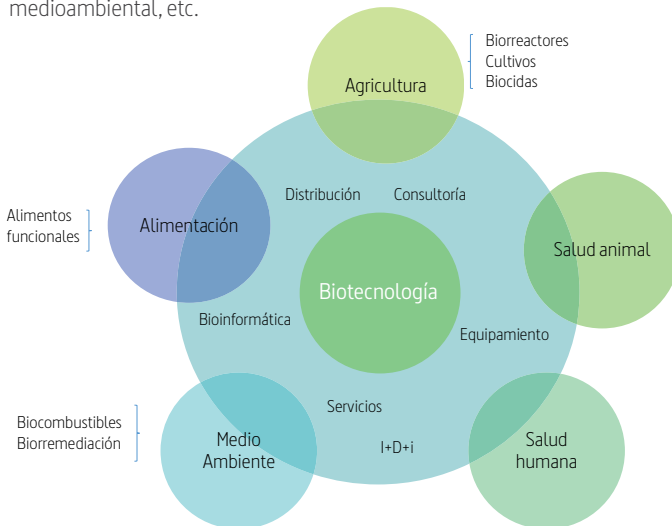 medioambiental, etc.
Biorreactores
Cultivos
Biocidas
Agricultura
Distribución
Consultoría
Alimentos
funcionales
Alimentación
Salud animal
Biotecnología
Bioinformática
Equipamiento
Servicios
Biocombustibles
Biorremediación
Medio
Ambiente
I+D+i
Salud
humana